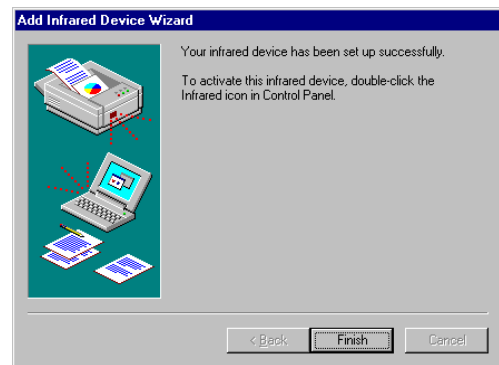 Add Infrared Device Wizard
Your infrared device has been set up successfully.
To activate this infrared device, double-click the
Infrared icon in Control Panel.
< Back
Finish
Cancel